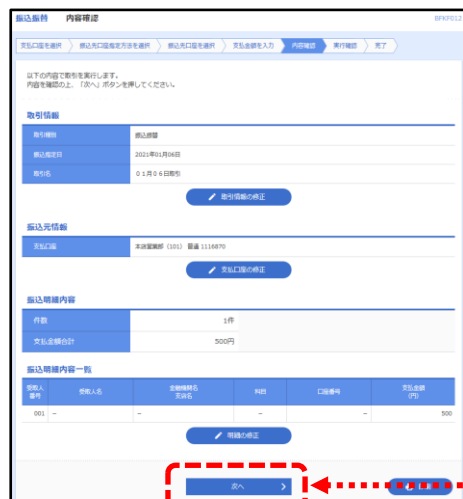 振込振替 内容確認 BFKF012
支払口座を選択 振込先口座指定方法を選択 振込先口座を選択 支払金額を入力 内容確認 実行確認 完了
以下の内容で取引を実行します。
内容を確認の上、「次へ」ボタンを押してください。
取引情報
取引種別 振込振替
振込指定日 2021年01月06日
取引名 01月06日取引
取引情報の修正
振込元情報
支払口座 本店営業部（101） 普通 1116870
支払口座の修正
振込明細内容
件数 1件
支払金額合計 500円
振込明細内容一覧
受取人番号 受取人名 金融機関名 支店名 科目 口座番号 支払金額（円）
001 – – – – 500
明細の修正
次へ